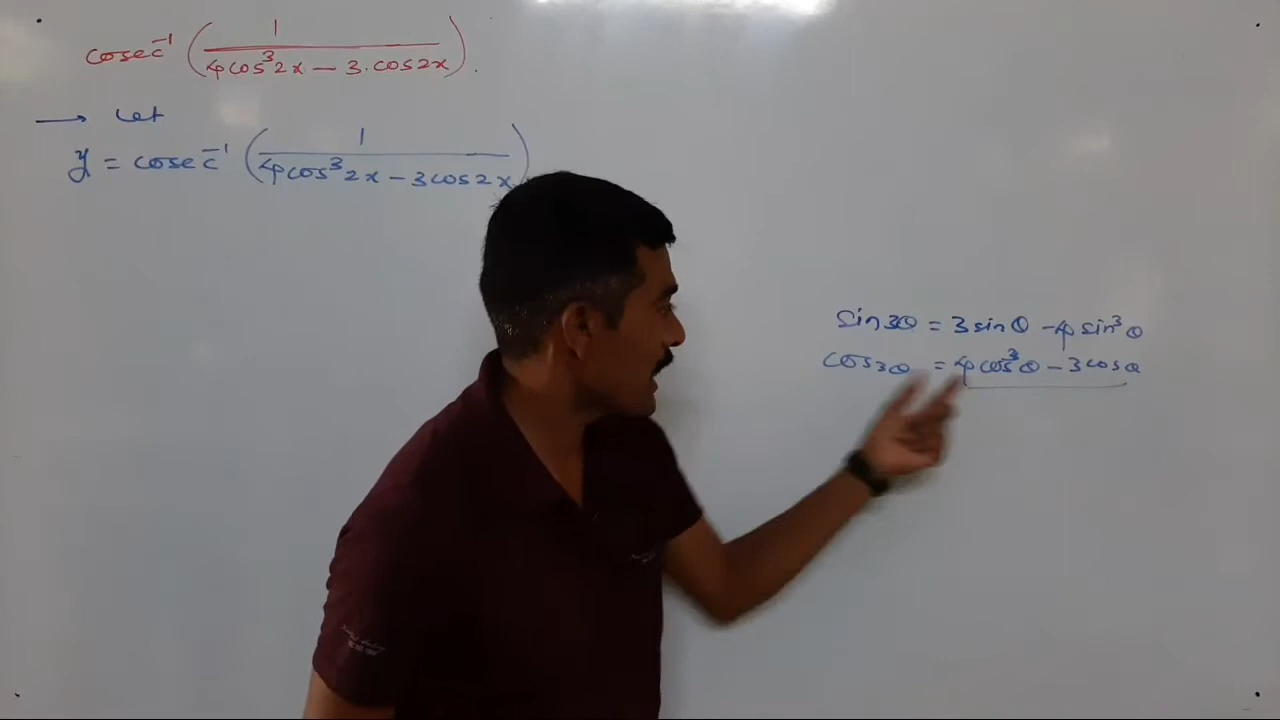 cosec⁻¹ (1 / 4cos³2x – 3.cos2x).
→ Let
y = cosec⁻¹ (1 / 4cos³2x – 3cos2x)
sin3θ = 3sinθ – 4sin³θ
cos3θ = 4cos³θ – 3cosθ